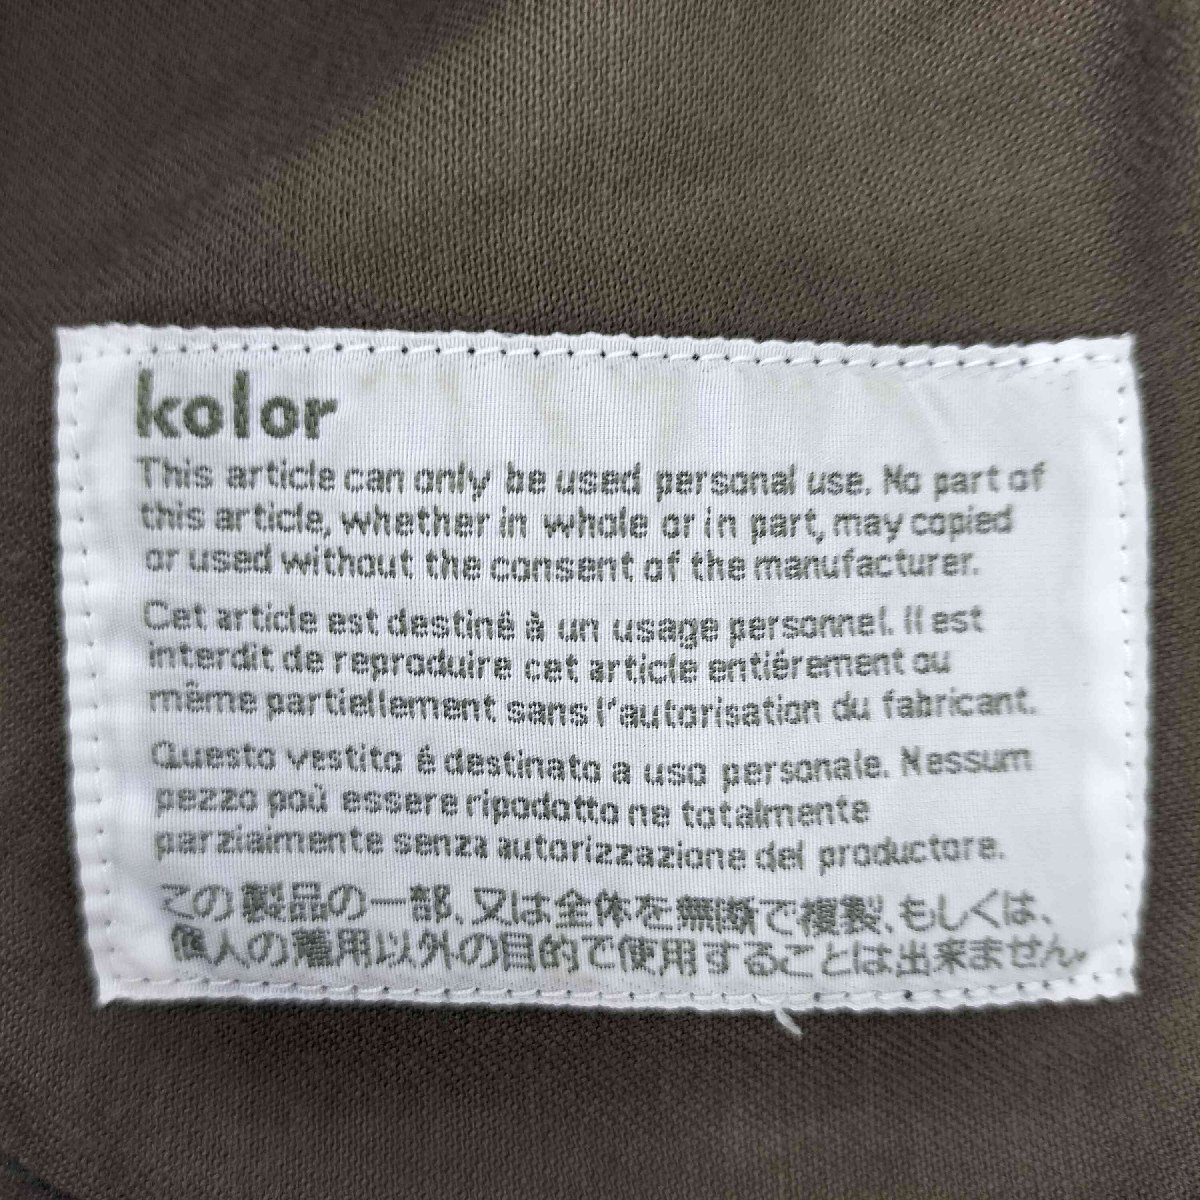 kolor
This article can only be used personal use. No part of
this article, whether in whole or in part, may copied
or used without the consent of the manufacturer.
Cet article est destiné à un usage personnel. Il est
interdit de reproduire cet article entiérement ou
même partiellement sans l'autorisation du fabricant.
Questo vestito é destinato a uso personale. Nessum
pezzo poù essere ripodotto ne totalmente
parziaimente senza autorizzazione del productore.
この製品の一部、又は全体を無断で複製、もしくは、
個人の着用以外の目的で使用することは出来ません。